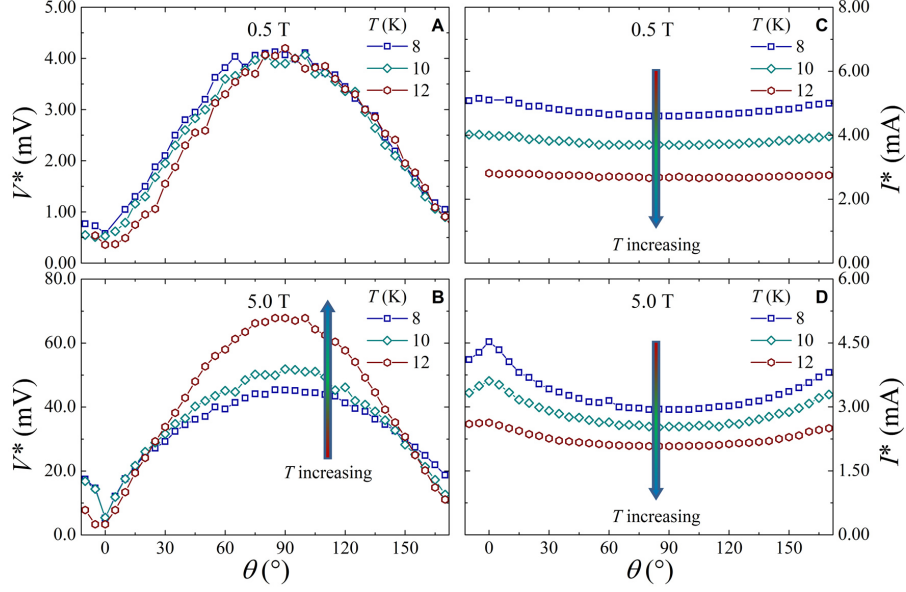 0.5 T
T (K)
A
8
10
12
5.00
4.00
3.00
2.00
1.00
0.00
V* (mV)
0.5 T
T (K)
C
8
10
12
T increasing
8.00
6.00
4.00
2.00
0.00
I* (mA)
5.0 T
T (K)
B
8
10
12
T increasing
80.0
60.0
40.0
20.0
0.0
V* (mV)
0 30 60 90 120 150
θ (°)
5.0 T
T (K)
D
8
10
12
T increasing
6.00
4.50
3.00
1.50
0.00
I* (mA)
0 30 60 90 120 150
θ (°)